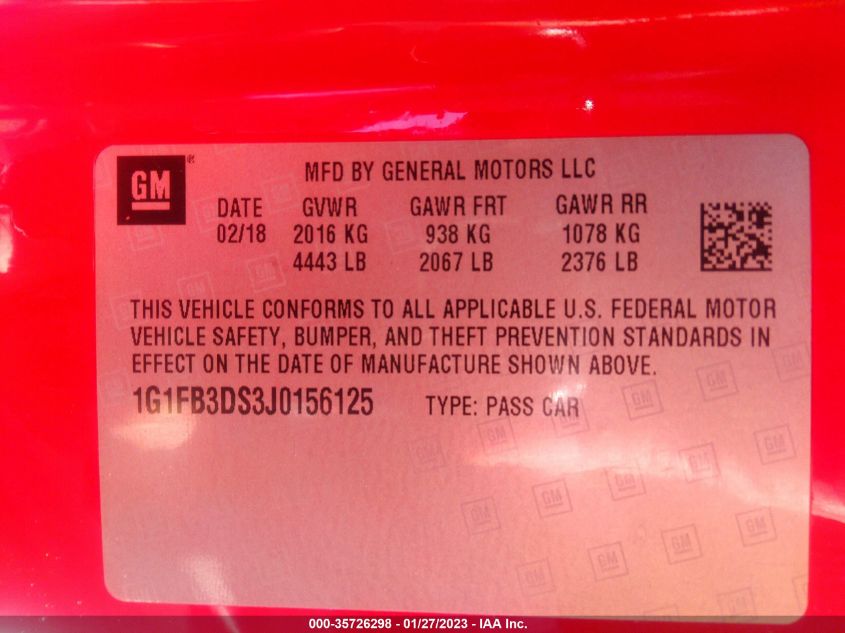 GM ®
MFD BY GENERAL MOTORS LLC
DATE GVWR GAWR FRT GAWR RR
02/18 2016 KG 938 KG 1078 KG
4443 LB 2067 LB 2376 LB
THIS VEHICLE CONFORMS TO ALL APPLICABLE U.S. FEDERAL MOTOR
VEHICLE SAFETY, BUMPER, AND THEFT PREVENTION STANDARDS IN
EFFECT ON THE DATE OF MANUFACTURE SHOWN ABOVE.
1G1FB3DS3J0156125 TYPE: PASS CAR
000-35726298 - 01/27/2023 - IAA Inc.